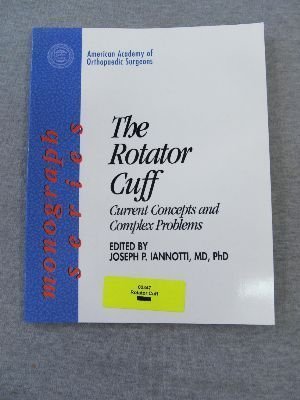 American Academy of
Orthopaedic Surgeons
monograph
series
The
Rotator
Cuff
Current Concepts and
Complex Problems
EDITED BY
JOSEPH P. IANNOTTI, MD, PhD
Rotator Cuff